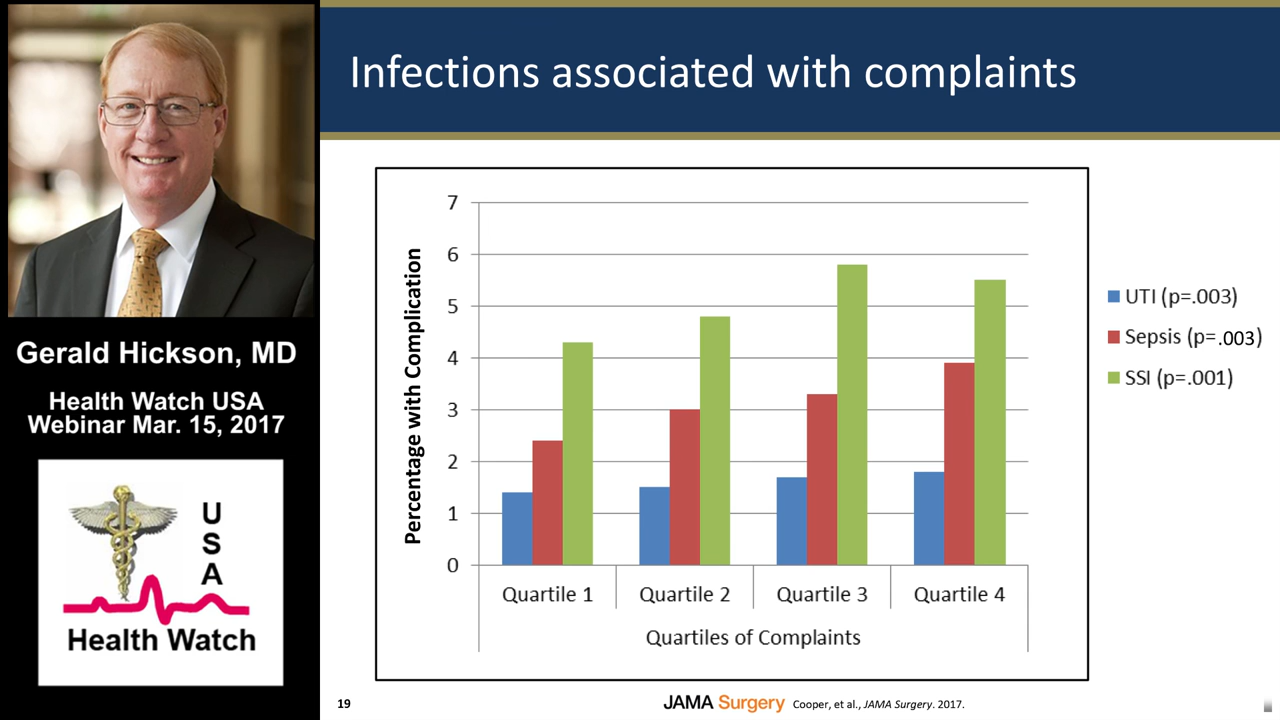 Gerald Hickson, MD
Health Watch USA
Webinar Mar. 15, 2017
U
S
A
Health Watch
Infections associated with complaints
Percentage with Complication
7
6
5
4
3
2
1
0
Quartile 1 Quartile 2 Quartile 3 Quartile 4
Quartiles of Complaints
UTI (p=.003)
Sepsis (p=.003)
SSI (p=.001)
19
JAMA Surgery Cooper, et al., JAMA Surgery. 2017.